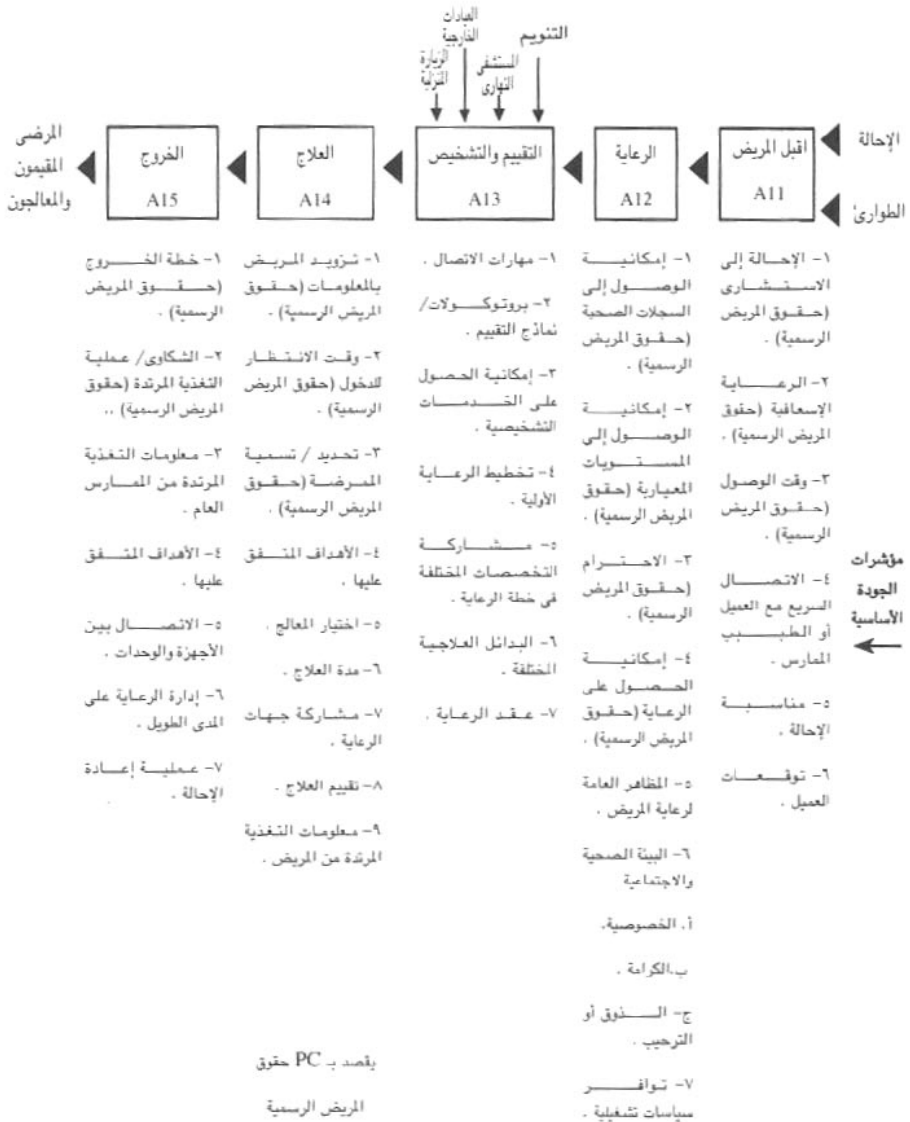 العيادات
الخارجية
التنويم
الزيارة
المنزلية
المستشفى
النهارى
الإحالة
الطوارئ
اقبل المريض
A11
الرعاية
A12
التقييم والتشخيص
A13
العلاج
A14
الخروج
A15
المرضى
المقيمون
والمعالجون
مؤشرات
الجودة
الأساسية
١- الإحالة إلى
الاستشارى
(حقوق المريض
الرسمية) .
٢- الرعاية
الإسعافية (حقوق
المريض الرسمية) .
٣- وقت الوصول
(حقوق المريض
الرسمية) .
٤- الاتصال
السريع مع العميل
أو الطبيب
الممارس .
٥- مناسبة
الإحالة .
٦- توقعات
العميل .
١- إمكانية
الوصول إلى
السجلات الصحية
(حقوق المريض
الرسمية) .
٢- إمكانية
الوصول إلى
المستويات
المعيارية (حقوق
المريض الرسمية) .
٣- الاحترام
(حقوق المريض
الرسمية) .
٤- إمكانية
الحصول على
الرعاية (حقوق
المريض الرسمية) .
٥- المظاهر العامة
لرعاية المريض .
٦- البيئة الصحية
والاجتماعية
أ. الخصوصية.
ب.الكرامة .
ج- الذوق أو
الترحيب .
٧- توافر
سياسات تشغيلية .
١- مهارات الاتصال .
٢- بروتوكولات/
نماذج التقييم .
٣- إمكانية الحصول
على الخدمات
التشخيصية .
٤- تخطيط الرعاية
الأولية .
٥- مشاركة
التخصصات المختلفة
فى خطة الرعاية .
٦- البدائل العلاجية
المختلفة .
٧- عقد الرعاية .
١- تزويد المريض
بالمعلومات (حقوق
المريض الرسمية) .
٢- وقت الانتظار
للدخول (حقوق المريض
الرسمية) .
٣- تحديد / تسمية
الممرضة (حقوق
المريض الرسمية) .
٤- الأهداف المتفق
عليها .
٥- اختيار المعالج .
٦- مدة العلاج .
٧- مشاركة جهات
الرعاية .
٨- تقييم العلاج .
٩- معلومات التغذية
المرتدة من المريض .
١- خطة الخروج
(حقوق المريض
الرسمية) .
٢- الشكاوى/ عملية
التغذية المرتدة (حقوق
المريض الرسمية) ..
٣- معلومات التغذية
المرتدة من الممارس
العام .
٤- الأهداف المتفق
عليها .
٥- الاتصال بين
الأجهزة والوحدات .
٦- إدارة الرعاية على
المدى الطويل .
٧- عملية إعادة
الإحالة .
يقصد بـ PC حقوق
المريض الرسمية